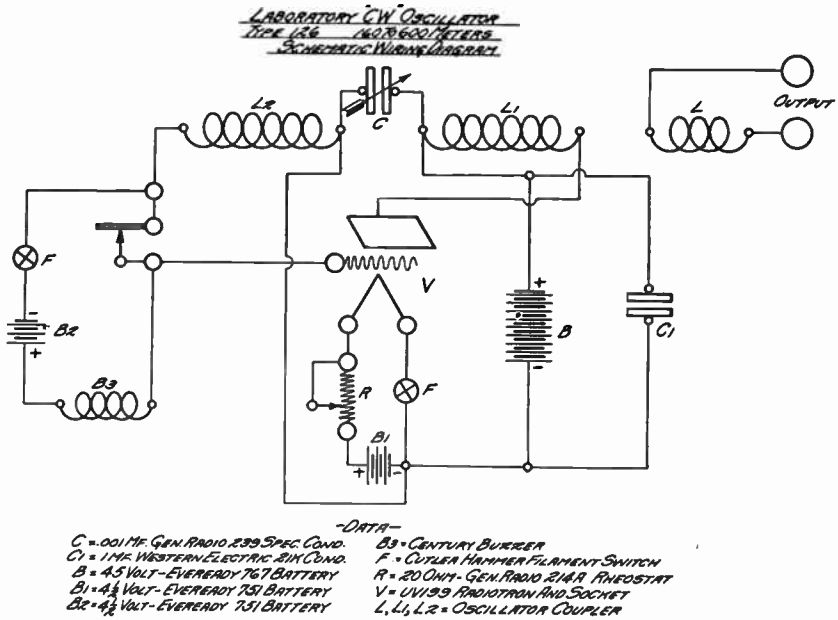 LABORATORY "CW" OSCILLATOR
TYPE 126 160 TO 600 METERS
SCHEMATIC WIRING DIAGRAM
L2
C
L1
L
OUTPUT
F
V
- B2 +
B3
R
F
+ B1 -
+ B -
C1
-DATA-
C = .001 MF. GEN. RADIO 239 SPEC. COND.
C1 = 1 MF. WESTERN ELECTRIC 21K COND.
B = 45 VOLT - EVEREADY 767 BATTERY
B1 = 4½ VOLT - EVEREADY 751 BATTERY
B2 = 4½ VOLT - EVEREADY 751 BATTERY
B3 = CENTURY BUZZER
F = CUTLER HAMMER FILAMENT SWITCH
R = 20 OHM - GEN. RADIO 214A RHEOSTAT
V = UV199 RADIOTRON AND SOCKET
L, L1, L2 = OSCILLATOR COUPLER